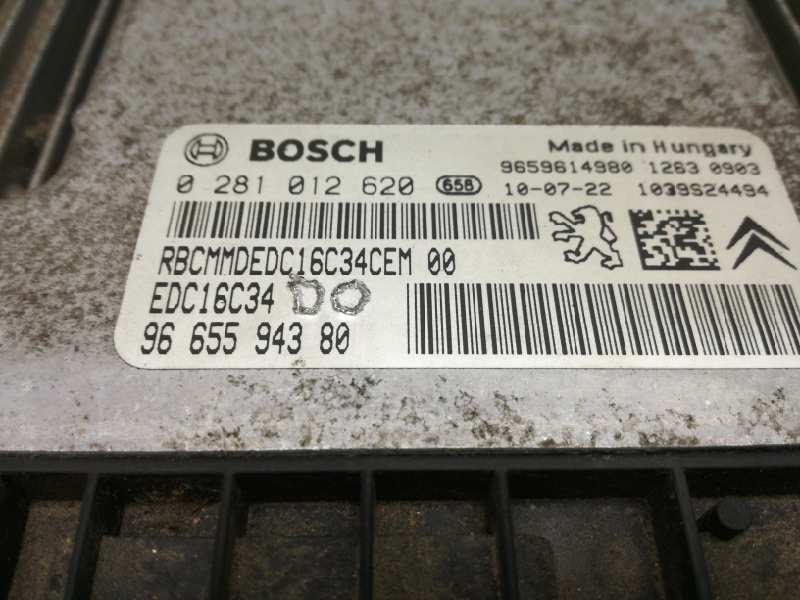 BOSCH Made in Hungary
9659614980 1263 0903
0 281 012 620 658 10-07-22 1039S24494
RBCMMDEDC16C34CEM 00
EDC16C34 DO
96 655 943 80